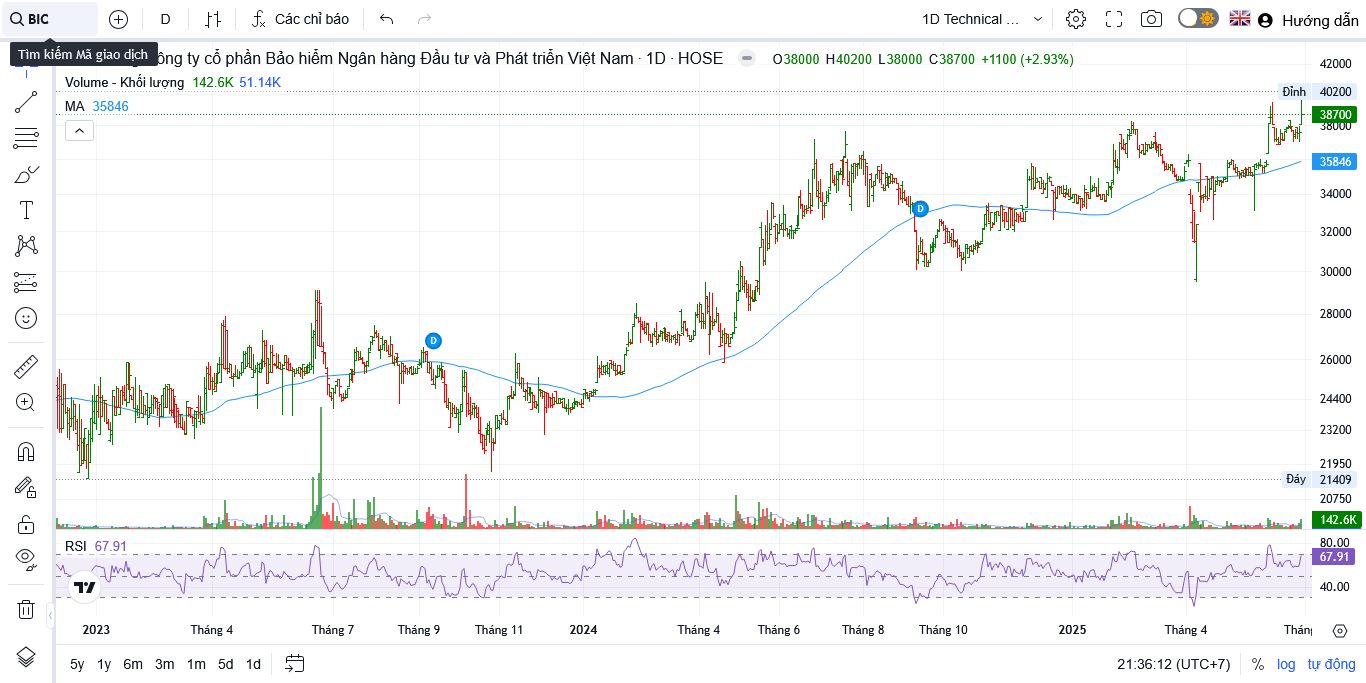 BIC
D
Các chỉ báo
1D Technical ...
Hướng dẫn
Tìm kiếm Mã giao dịch
ông ty cổ phần Bảo hiểm Ngân hàng Đầu tư và Phát triển Việt Nam · 1D · HOSE
O38000 H40200 L38000 C38700 +1100 (+2.93%)
Volume - Khối lượng 142.6K 51.14K
MA 35846
42000
Đỉnh 40200
38700
38000
35846
34000
32000
30000
28000
26000
24400
23200
21950
Đáy 21409
20750
142.6K
D
D
RSI 67.91
80.00
67.91
40.00
2023 Tháng 4 Tháng 7 Tháng 9 Tháng 11 2024 Tháng 4 Tháng 6 Tháng 8 Tháng 10 2025 Tháng 4 Thán
5y 1y 6m 3m 1m 5d 1d
21:36:12 (UTC+7) % log tự động